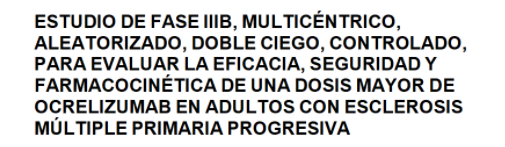 ESTUDIO DE FASE IIIB, MULTICÉNTRICO,
ALEATORIZADO, DOBLE CIEGO, CONTROLADO,
PARA EVALUAR LA EFICACIA, SEGURIDAD Y
FARMACOCINÉTICA DE UNA DOSIS MAYOR DE
OCRELIZUMAB EN ADULTOS CON ESCLEROSIS
MÚLTIPLE PRIMARIA PROGRESIVA